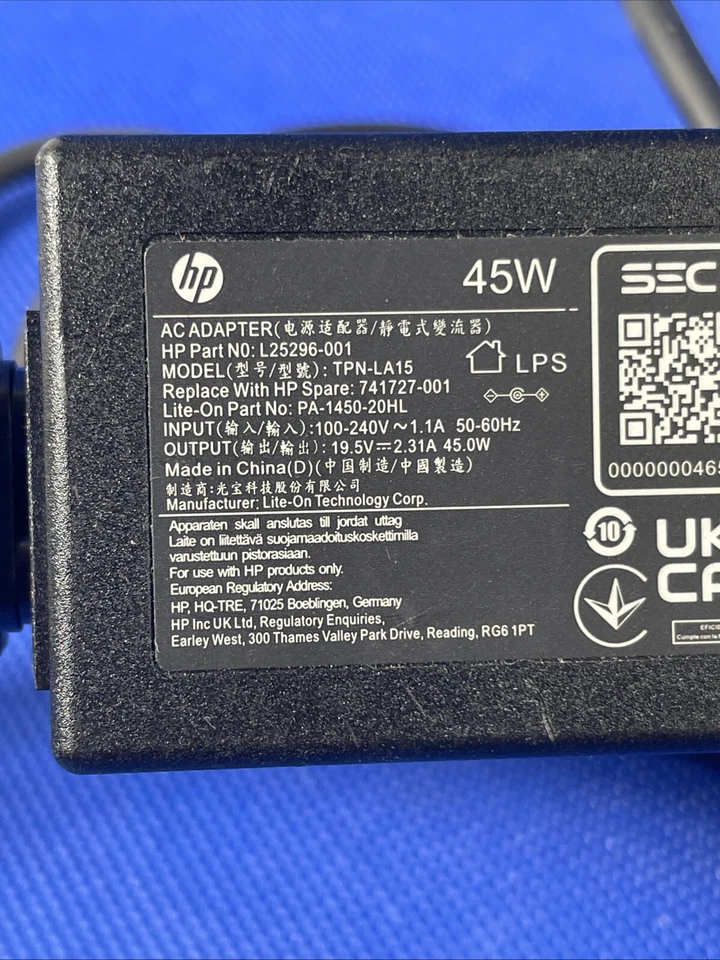 hp
45W
AC ADAPTER(电源适配器/靜電式變流器)
HP Part N0: L25296-001
MODEL(型号/型號): TPN-LA15
Replace With HP Spare: 741727-001
Lite-On Part No: PA-1450-20HL
INPUT(输入/輸入):100-240V~1.1A 50-60Hz
OUTPUT(输出/輸出): 19.5V⎓2.31A 45.0W
Made in China(D)(中国制造/中國製造)
制造商:光宝科技股份有限公司
Manufacturer: Lite-On Technology Corp.
LPS
Apparaten skall anslutas till jordat uttag
Laite on liitettävä suojamaadoituskoskettimilla
varustettuun pistorasiaan.
For use with HP products only.
European Regulatory Address:
HP, HQ-TRE, 71025 Boeblingen, Germany
HP Inc UK Ltd, Regulatory Enquiries,
Earley West, 300 Thames Valley Park Drive, Reading, RG6 1PT
SEC
000000046
10
UK
CA
EFICIE
Cumple con la